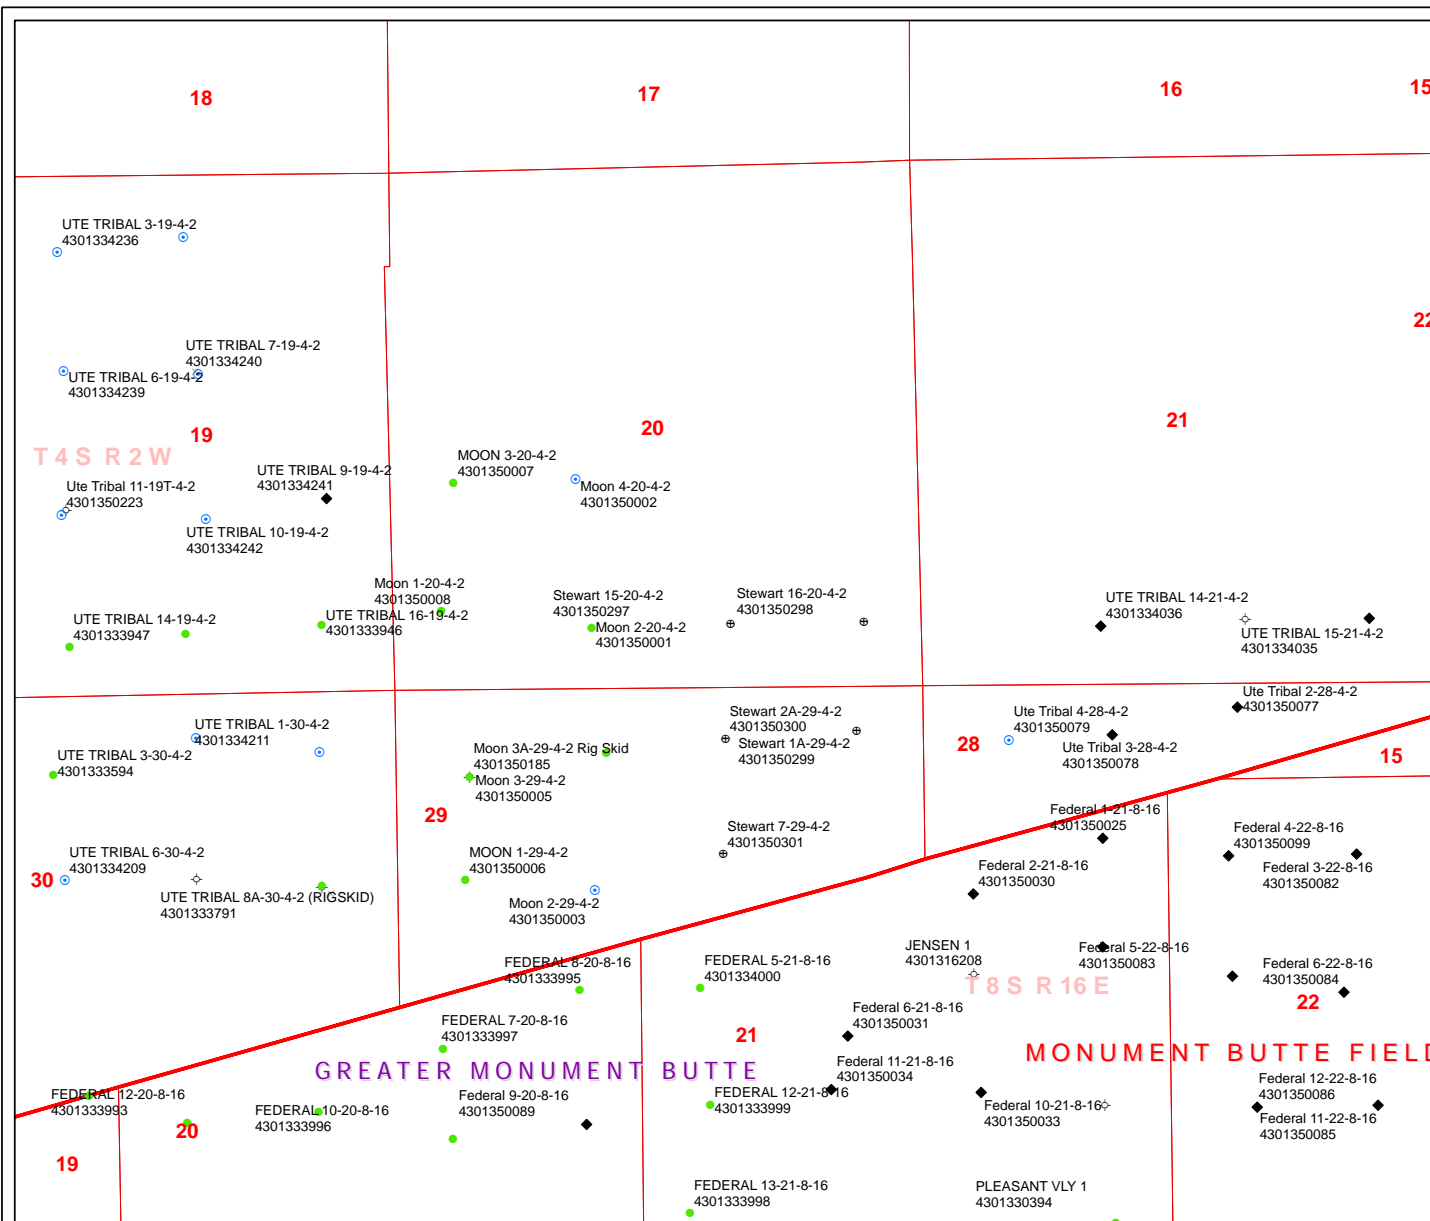 18
17
16
15
UTE TRIBAL 3-19-4-2
4301334236
22
UTE TRIBAL 7-19-4-2
4301334240
UTE TRIBAL 6-19-4-2
4301334239
19
20
21
T4S R2W
UTE TRIBAL 9-19-4-2
4301334241
MOON 3-20-4-2
4301350007
Ute Tribal 11-19T-4-2
4301350223
Moon 4-20-4-2
4301350002
UTE TRIBAL 10-19-4-2
4301334242
Moon 1-20-4-2
4301350008
Stewart 15-20-4-2
4301350297
Stewart 16-20-4-2
4301350298
UTE TRIBAL 14-21-4-2
4301334036
UTE TRIBAL 14-19-4-2
4301333947
UTE TRIBAL 16-19-4-2
4301333946
Moon 2-20-4-2
4301350001
UTE TRIBAL 15-21-4-2
4301334035
Ute Tribal 2-28-4-2
4301350077
UTE TRIBAL 1-30-4-2
4301334211
Stewart 2A-29-4-2
4301350300
Ute Tribal 4-28-4-2
4301350079
Stewart 1A-29-4-2
4301350299
28
Ute Tribal 3-28-4-2
4301350078
UTE TRIBAL 3-30-4-2
4301333594
Moon 3A-29-4-2 Rig Skid
4301350185
Moon 3-29-4-2
4301350005
15
29
Federal 1-21-8-16
4301350025
Stewart 7-29-4-2
4301350301
Federal 4-22-8-16
4301350099
UTE TRIBAL 6-30-4-2
4301334209
MOON 1-29-4-2
4301350006
Federal 2-21-8-16
4301350030
Federal 3-22-8-16
4301350082
30
UTE TRIBAL 8A-30-4-2 (RIGSKID)
4301333791
Moon 2-29-4-2
4301350003
JENSEN 1
4301316208
Federal 5-22-8-16
4301350083
FEDERAL 8-20-8-16
4301333995
FEDERAL 5-21-8-16
4301334000
Federal 6-22-8-16
4301350084
T8S R16E
22
Federal 6-21-8-16
4301350031
FEDERAL 7-20-8-16
4301333997
21
MONUMENT BUTTE FIELD
GREATER MONUMENT BUTTE
Federal 11-21-8-16
4301350034
FEDERAL 12-20-8-16
4301333993
Federal 9-20-8-16
4301350089
FEDERAL 12-21-8-16
4301333999
Federal 12-22-8-16
4301350086
FEDERAL 10-20-8-16
4301333996
Federal 10-21-8-16
4301350033
Federal 11-22-8-16
4301350085
20
19
FEDERAL 13-21-8-16
4301333998
PLEASANT VLY 1
4301330394